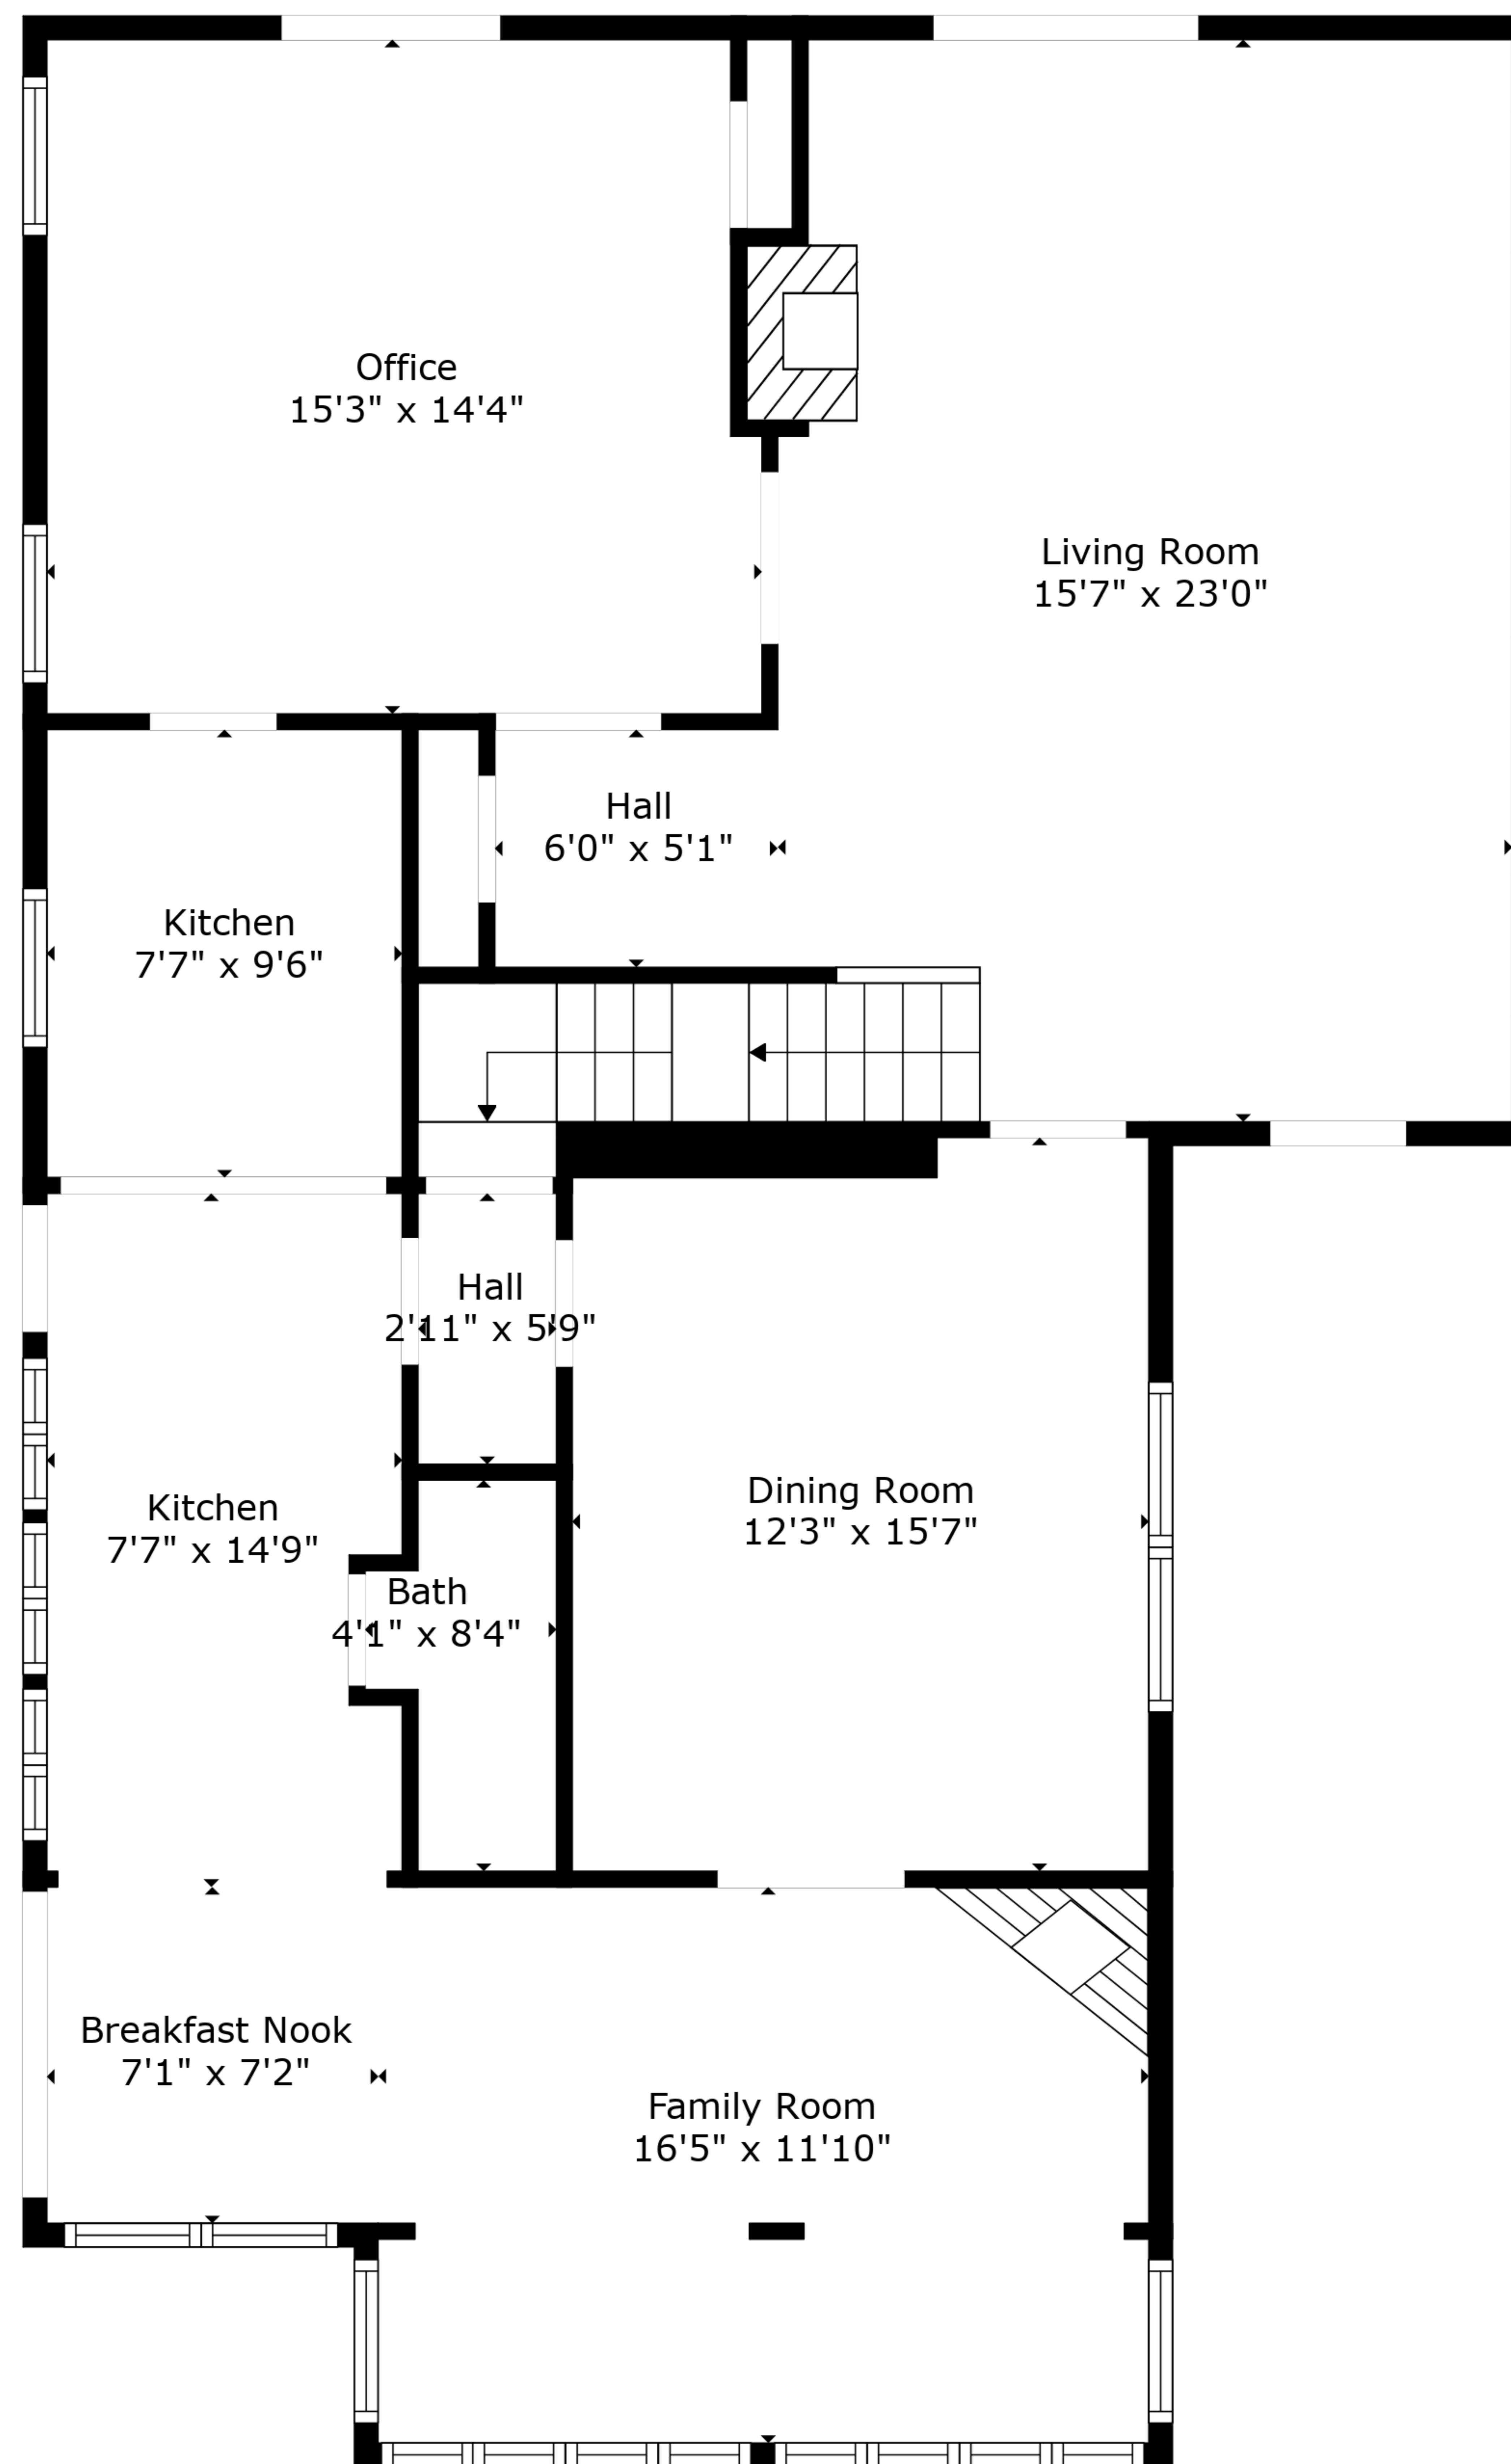 Office
15'3" x 14'4"
Living Room
15'7" x 23'0"
Hall
6'0" x 5'1"
Kitchen
7'7" x 9'6"
Hall
2'11" x 5'9"
Dining Room
12'3" x 15'7"
Kitchen
7'7" x 14'9"
Bath
4'1" x 8'4"
Breakfast Nook
7'1" x 7'2"
Family Room
16'5" x 11'10"